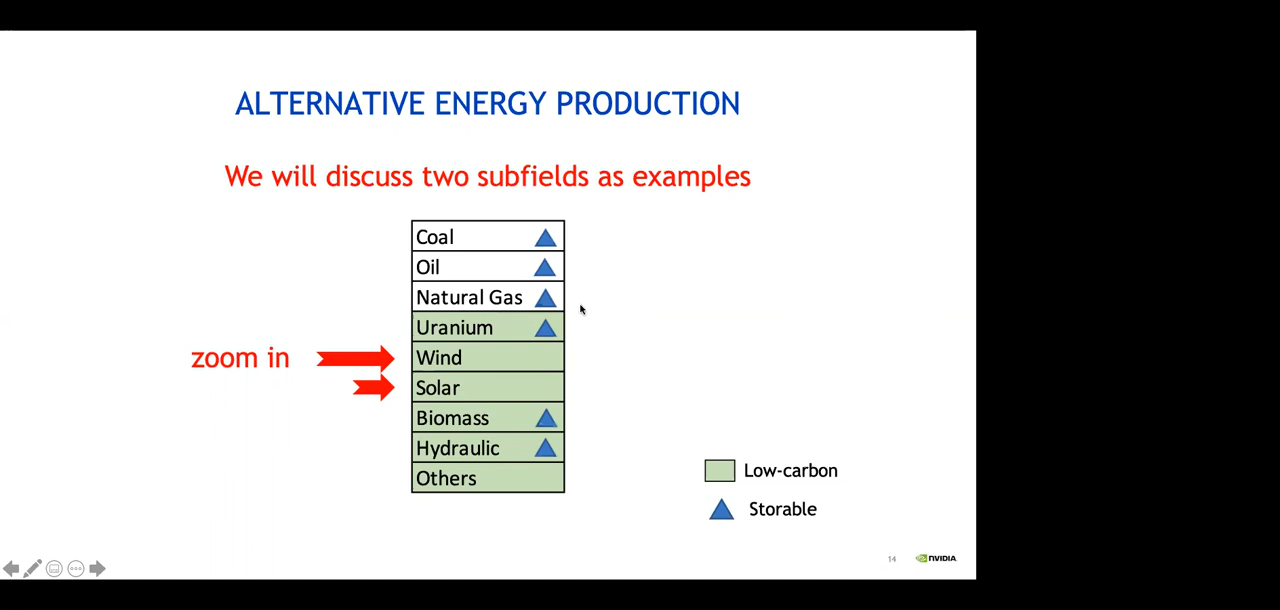 ALTERNATIVE ENERGY PRODUCTION
We will discuss two subfields as examples
Coal
Oil
Natural Gas
Uranium
zoom in
Wind
Solar
Biomass
Hydraulic
Others
Low-carbon
Storable
14
NVIDIA